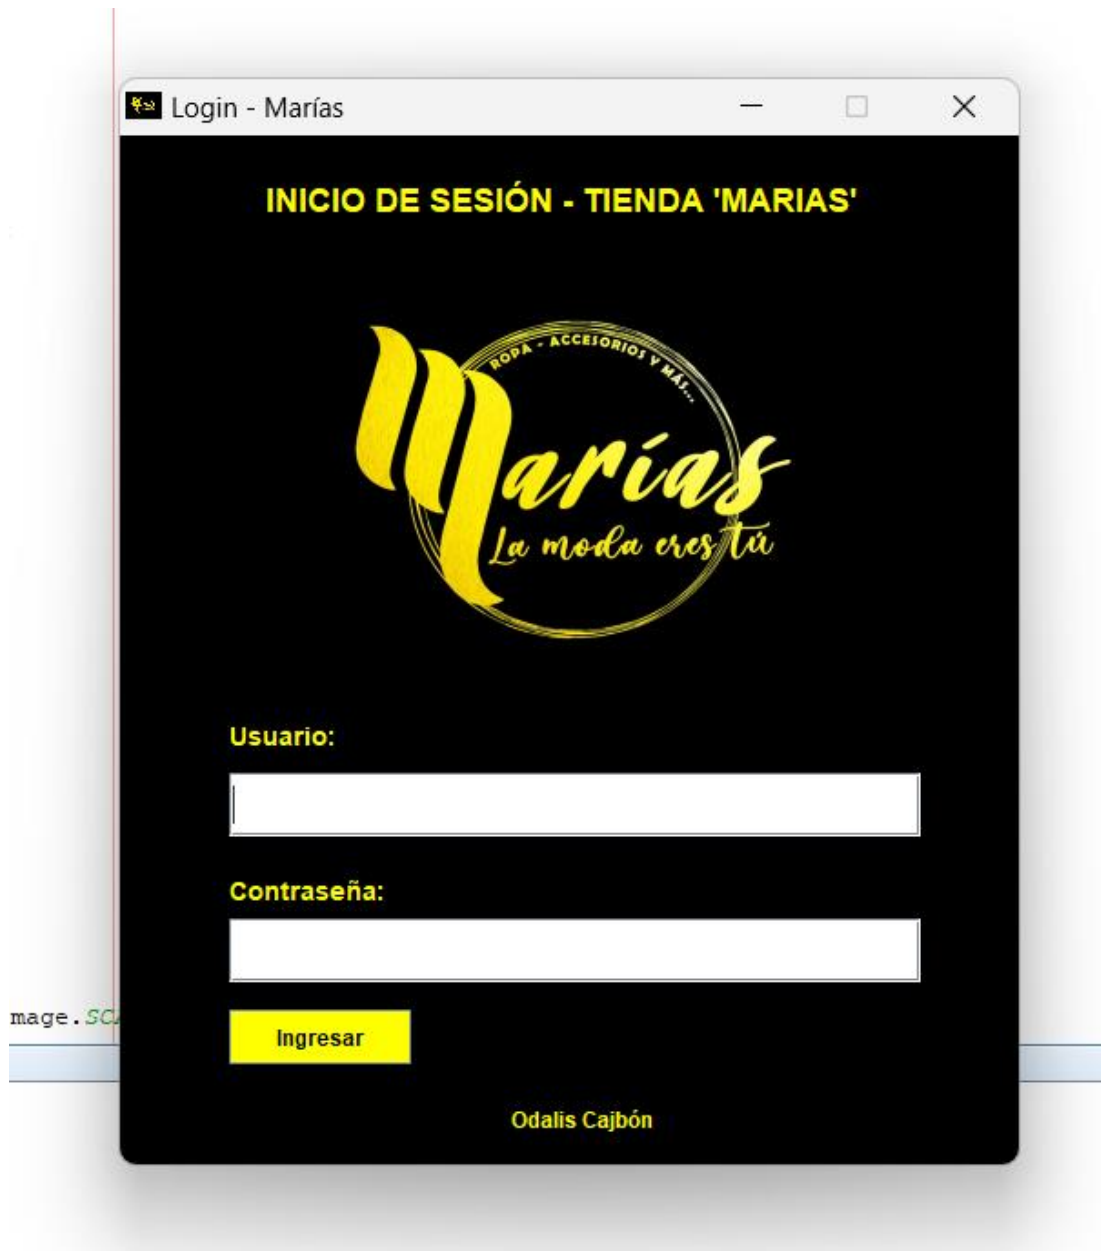 Login - Marías
INICIO DE SESIÓN - TIENDA 'MARIAS'
ROPA - ACCESORIOS Y MÁS...
Marías
La moda eres tú
Usuario:
Contraseña:
mage.SCA
Ingresar
Odalis Cajbón